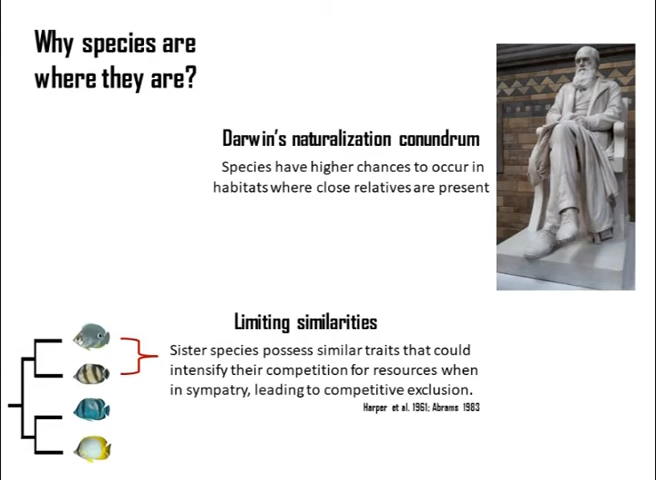 Why species are
where they are?
Darwin's naturalization conundrum
Species have higher chances to occur in
habitats where close relatives are present
Limiting similarities
Sister species possess similar traits that could
intensify their competition for resources when
in sympatry, leading to competitive exclusion.
Harper et al. 1961; Abrams 1983